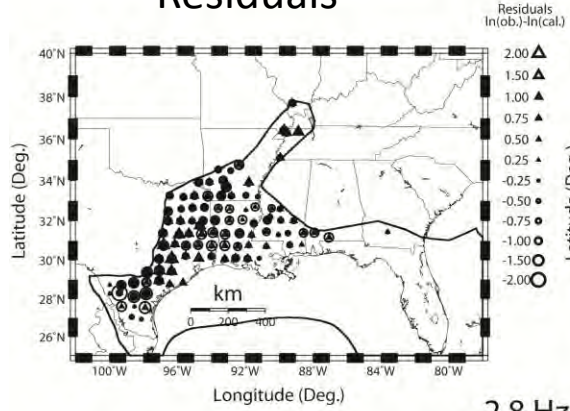 Residuals
Residuals
ln(ob.)-ln(cal.)
2.00
1.50
1.00
0.75
0.50
0.25
-0.25
-0.50
-0.75
-1.00
-1.50
-2.00
40°N
38°N
36°N
34°N
32°N
30°N
28°N
26°N
Latitude (Deg.)
km
0 200 400
100°W 96°W 92°W 88°W 84°W 80°W
Longitude (Deg.)
2.8 Hz